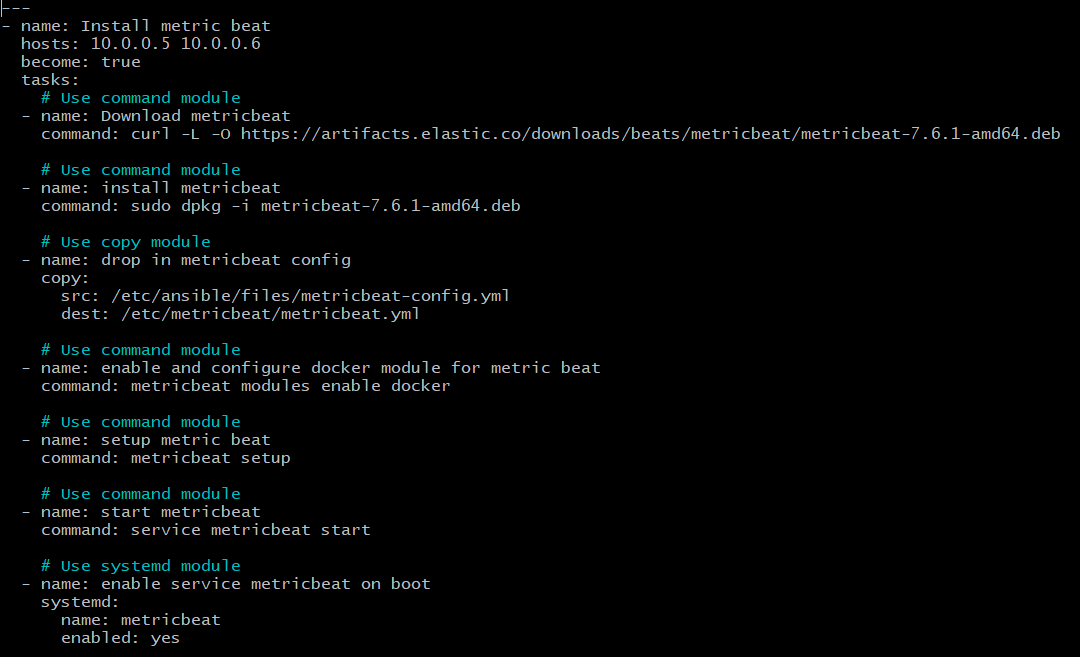 ---
- name: Install metric beat
  hosts: 10.0.0.5 10.0.0.6
  become: true
  tasks:
    # Use command module
  - name: Download metricbeat
    command: curl -L -O https://artifacts.elastic.co/downloads/beats/metricbeat/metricbeat-7.6.1-amd64.deb

    # Use command module
  - name: install metricbeat
    command: sudo dpkg -i metricbeat-7.6.1-amd64.deb

    # Use copy module
  - name: drop in metricbeat config
    copy:
      src: /etc/ansible/files/metricbeat-config.yml
      dest: /etc/metricbeat/metricbeat.yml

    # Use command module
  - name: enable and configure docker module for metric beat
    command: metricbeat modules enable docker

    # Use command module
  - name: setup metric beat
    command: metricbeat setup

    # Use command module
  - name: start metricbeat
    command: service metricbeat start

    # Use systemd module
  - name: enable service metricbeat on boot
    systemd:
      name: metricbeat
      enabled: yes